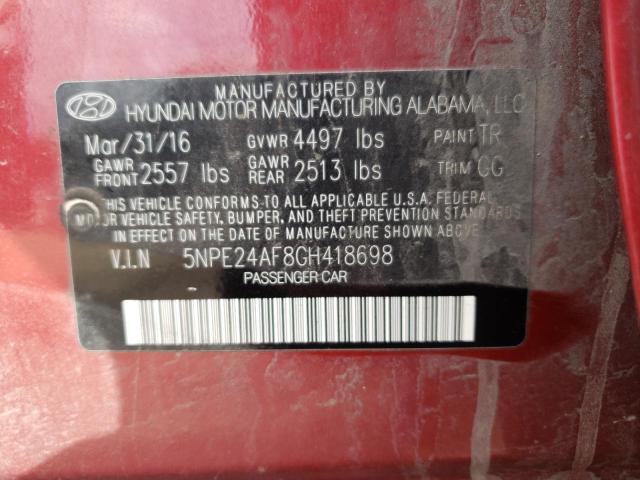 MANUFACTURED BY
HYUNDAI MOTOR MANUFACTURING ALABAMA, LLC
Mar/31/16 GVWR 4497 lbs PAINT TR
GAWR FRONT 2557 lbs GAWR REAR 2513 lbs TRIM GG
THIS VEHICLE CONFORMS TO ALL APPLICABLE FEDERAL
MOTOR VEHICLE SAFETY, BUMPER, AND THEFT PREVENTION
STANDARDS IN EFFECT ON THE DATE OF MANUFACTURE SHOWN ABOVE.
V.I.N 5NPE24AF8GH418698
PASSENGER CAR